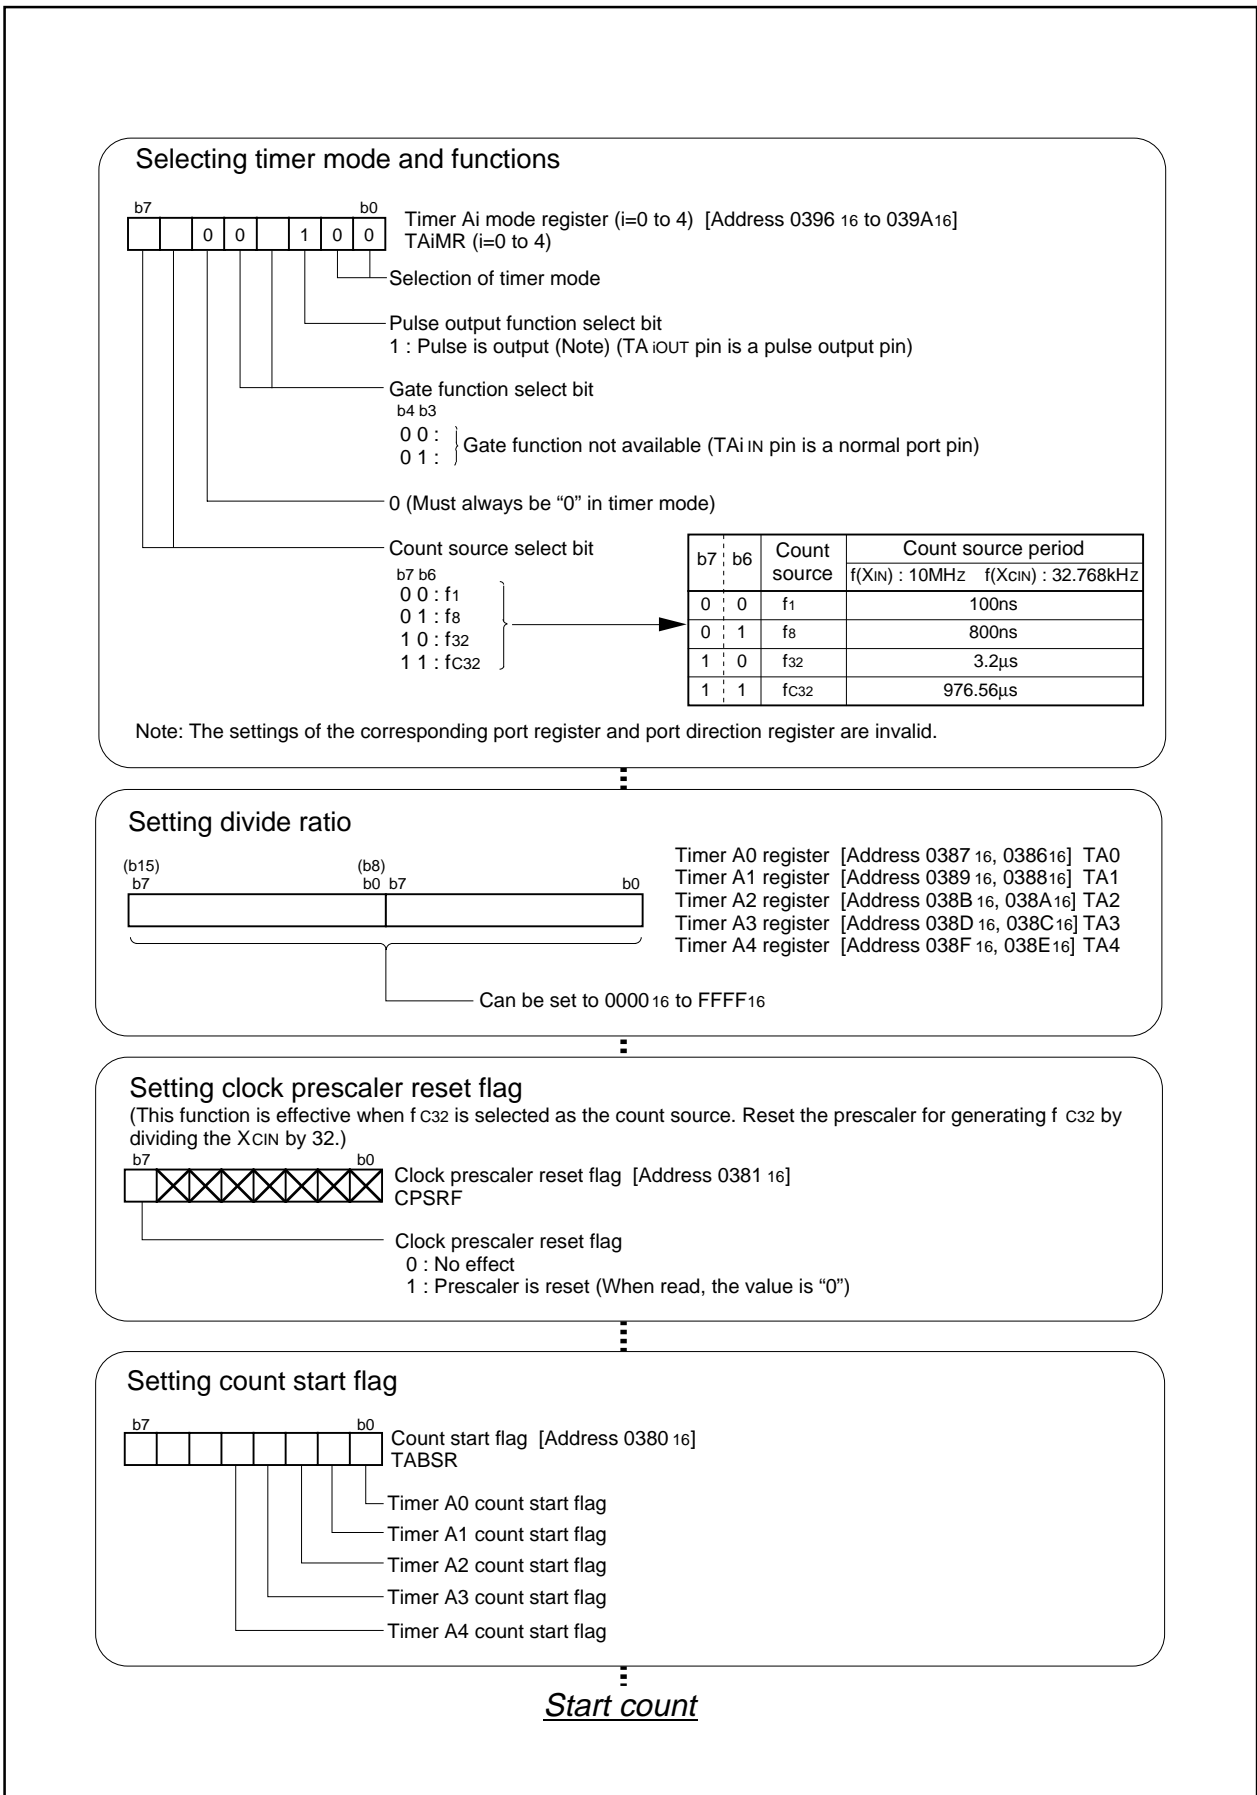 Selecting timer mode and functions
b7 b0
0 0 1 0 0
Timer Ai mode register (i=0 to 4) [Address 0396 16 to 039A16]
TAiMR (i=0 to 4)
Selection of timer mode
Pulse output function select bit
1 : Pulse is output (Note) (TA iOUT pin is a pulse output pin)
Gate function select bit
b4 b3
0 0 :
0 1 :
Gate function not available (TAi IN pin is a normal port pin)
0 (Must always be “0” in timer mode)
Count source select bit
b7 b6
0 0 : f1
0 1 : f8
1 0 : f32
1 1 : fC32
b7 b6 Count source Count source period
f(XIN) : 10MHZ f(XCIN) : 32.768kHZ
0 0 f1 100ns
0 1 f8 800ns
1 0 f32 3.2µs
1 1 fC32 976.56µs
Note: The settings of the corresponding port register and port direction register are invalid.
Setting divide ratio
(b15) (b8)
b7 b0 b7 b0
Timer A0 register [Address 0387 16, 038616] TA0
Timer A1 register [Address 0389 16, 038816] TA1
Timer A2 register [Address 038B 16, 038A16] TA2
Timer A3 register [Address 038D 16, 038C16] TA3
Timer A4 register [Address 038F 16, 038E16] TA4
Can be set to 0000 16 to FFFF16
Setting clock prescaler reset flag
(This function is effective when f C32 is selected as the count source. Reset the prescaler for generating f C32 by
dividing the XCIN by 32.)
b7 b0
Clock prescaler reset flag [Address 0381 16]
CPSRF
Clock prescaler reset flag
0 : No effect
1 : Prescaler is reset (When read, the value is “0”)
Setting count start flag
b7 b0
Count start flag [Address 0380 16]
TABSR
Timer A0 count start flag
Timer A1 count start flag
Timer A2 count start flag
Timer A3 count start flag
Timer A4 count start flag
Start count